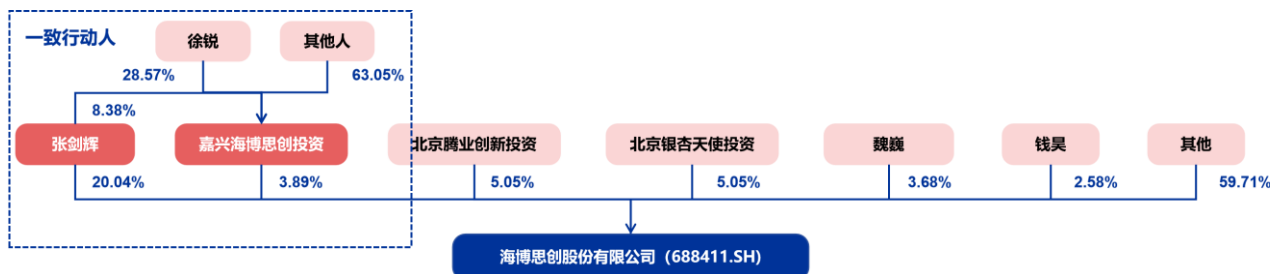 一致行动人
徐锐
其他人
28.57%
63.05%
8.38%
张剑辉
嘉兴海博思创投资
北京腾业创新投资
北京银杏天使投资
魏巍
钱昊
其他
20.04%
3.89%
5.05%
5.05%
3.68%
2.58%
59.71%
海博思创股份有限公司（688411.SH)